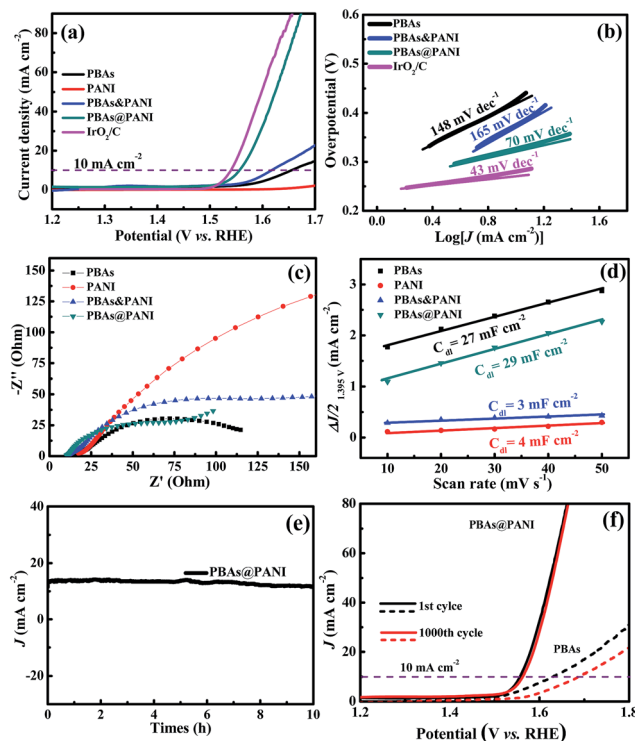 (a)
PBAs
PANI
PBAs&PANI
PBAs@PANI
IrO₂/C
10 mA cm⁻²
Current density (mA cm⁻²)
80
60
40
20
0
1.2 1.3 1.4 1.5 1.6 1.7
Potential (V vs. RHE)
(b)
PBAs
PBAs&PANI
PBAs@PANI
IrO₂/C
148 mV dec⁻¹
165 mV dec⁻¹
70 mV dec⁻¹
43 mV dec⁻¹
Overpotential (V)
0.6
0.5
0.4
0.3
0.2
0.0 0.4 0.8 1.2 1.6
Log[J (mA cm⁻²)]
(c)
PBAs
PANI
PBAs&PANI
PBAs@PANI
-Z'' (Ohm)
150
125
100
75
50
25
0
0 25 50 75 100 125 150
Z' (Ohm)
(d)
PBAs
PANI
PBAs&PANI
PBAs@PANI
C_dl = 27 mF cm⁻²
C_dl = 29 mF cm⁻²
C_dl = 3 mF cm⁻²
C_dl = 4 mF cm⁻²
ΔJ/2 1.395 V (mA cm⁻²)
3
2
1
0
10 20 30 40 50
Scan rate (mV s⁻¹)
(e)
PBAs@PANI
J (mA cm⁻²)
40
20
0
-20
0 2 4 6 8 10
Times (h)
(f)
PBAs@PANI
1st cylce
1000th cycle
PBAs
10 mA cm⁻²
J (mA cm⁻²)
80
60
40
20
0
1.2 1.4 1.6 1.8
Potential (V vs. RHE)